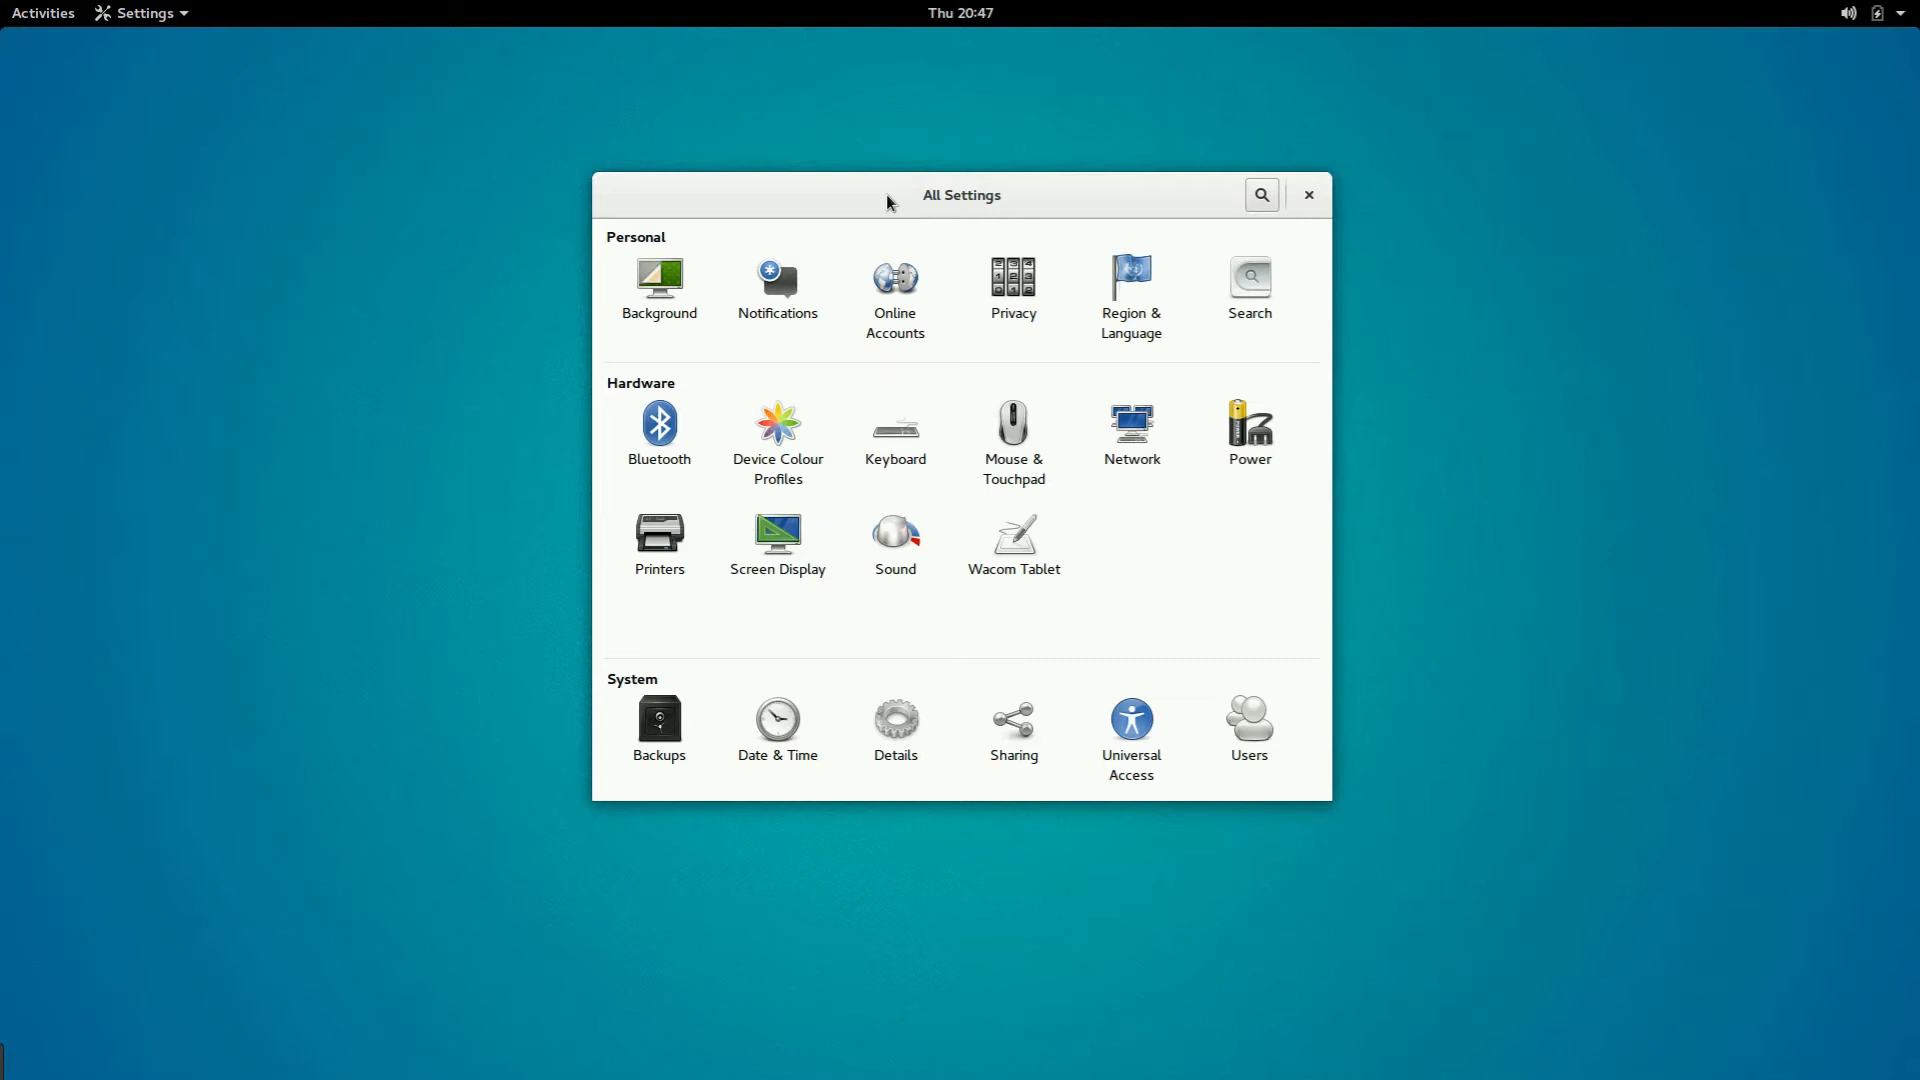 Activities Settings Thu 20:47
All Settings
Personal
Background Notifications Online Accounts Privacy Region & Language Search
Hardware
Bluetooth Device Colour Profiles Keyboard Mouse & Touchpad Network Power
Printers Screen Display Sound Wacom Tablet
System
Backups Date & Time Details Sharing Universal Access Users